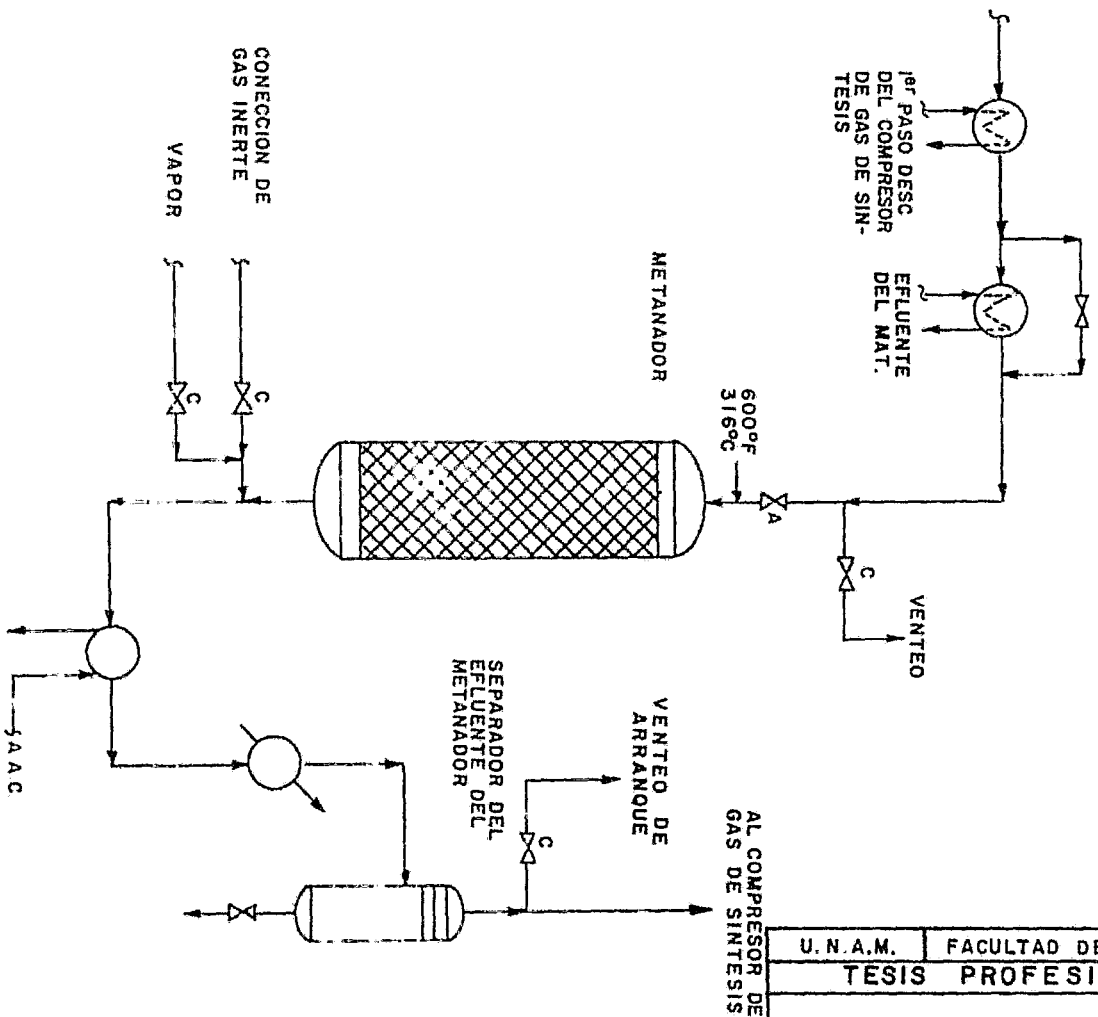 1er PASO DESC
DEL COMPRESOR
DE GAS DE SIN-
TESIS
EFLUENTE
DEL MAT.
VENTEO
C
A
600°F
316°C
METANADOR
CONECCION DE
GAS INERTE
C
VAPOR
C
A A.C.
SEPARADOR DEL
EFLUENTE DEL
METANADOR
VENTEO DE
ARRANQUE
C
AL COMPRESOR DE
GAS DE SINTESIS
U.N.A.M.
FACULTAD DE
TESIS PROFESI